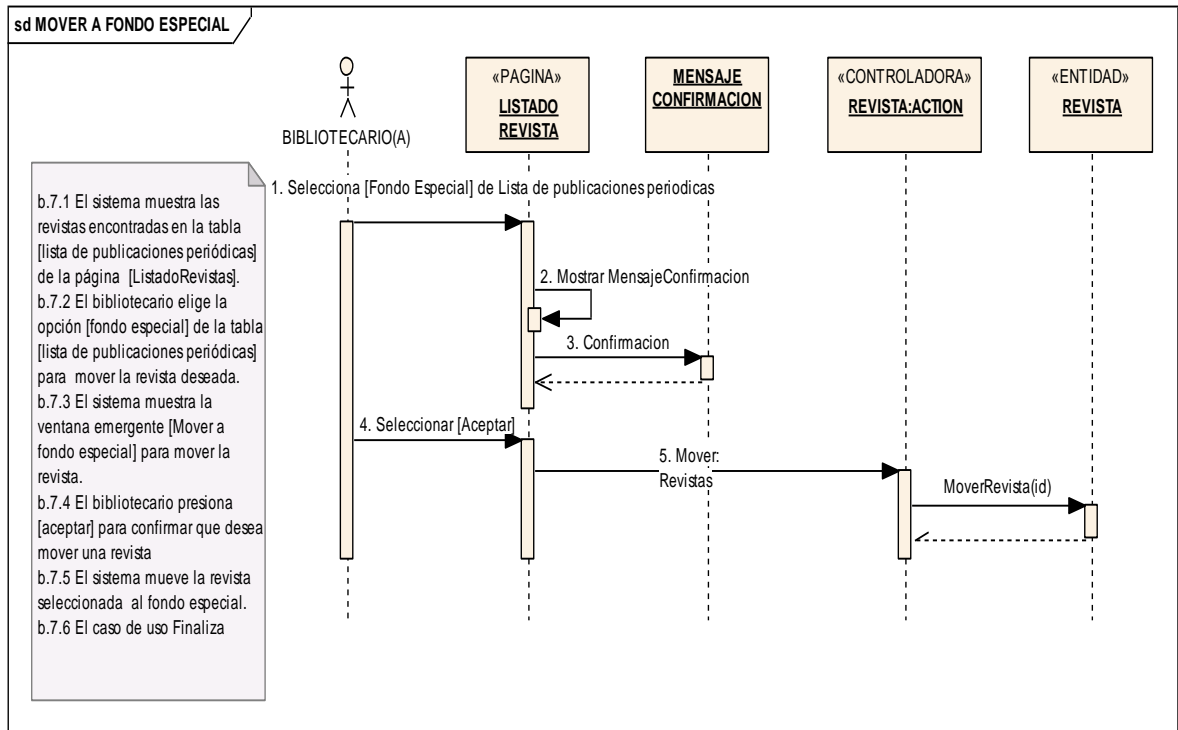 sd MOVER A FONDO ESPECIAL
BIBLIOTECARIO(A)
«PAGINA»
LISTADO
REVISTA
MENSAJE
CONFIRMACION
«CONTROLADORA»
REVISTA:ACTION
«ENTIDAD»
REVISTA
b.7.1 El sistema muestra las
revistas encontradas en la tabla
[lista de publicaciones periódicas]
de la página [ListadoRevistas].
b.7.2 El bibliotecario elige la
opción [fondo especial] de la tabla
[lista de publicaciones periódicas]
para mover la revista deseada.
b.7.3 El sistema muestra la
ventana emergente [Mover a
fondo especial] para mover la
revista.
b.7.4 El bibliotecario presiona
[aceptar] para confirmar que desea
mover una revista
b.7.5 El sistema mueve la revista
seleccionada al fondo especial.
b.7.6 El caso de uso Finaliza
1. Selecciona [Fondo Especial] de Lista de publicaciones periodicas
2. Mostrar MensajeConfirmacion
3. Confirmacion
4. Seleccionar [Aceptar]
5. Mover:
Revistas
MoverRevista(id)